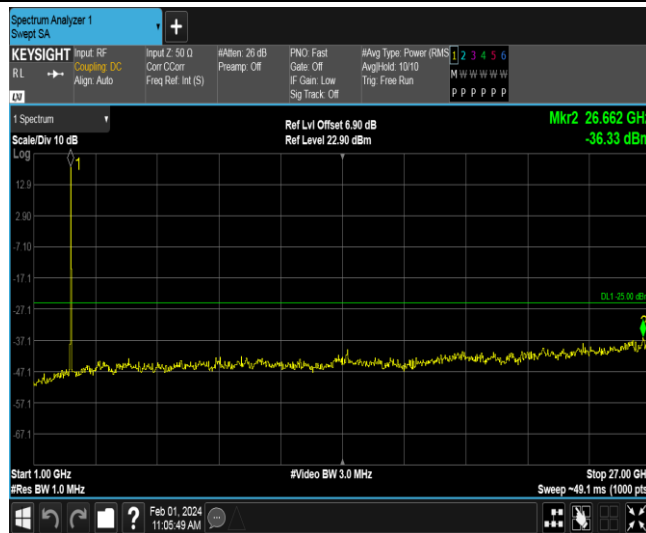 Spectrum Analyzer 1
Swept SA
+
KEYSIGHT
RL
LXI
Input: RF
Coupling: DC
Align: Auto
Input Z: 50 Ω
Corr CCorr
Freq Ref: Int (S)
#Atten: 26 dB
Preamp: Off
PNO: Fast
Gate: Off
IF Gain: Low
Sig Track: Off
#Avg Type: Power (RMS
Avg|Hold: 10/10
Trig: Free Run
1 2 3 4 5 6
M W W W W W
P P P P P P
1 Spectrum
Scale/Div 10 dB
Log
Ref Lvl Offset 6.90 dB
Ref Level 22.90 dBm
Mkr2 26.662 GHz
-36.33 dBm
1
12.9
2.90
-7.10
-17.1
DL1 -25.00 dBm
-27.1
-37.1
-47.1
-57.1
-67.1
Start 1.00 GHz
#Res BW 1.0 MHz
#Video BW 3.0 MHz
Stop 27.00 GHz
Sweep ~49.1 ms (1000 pts)
?
Feb 01, 2024
11:05:49 AM